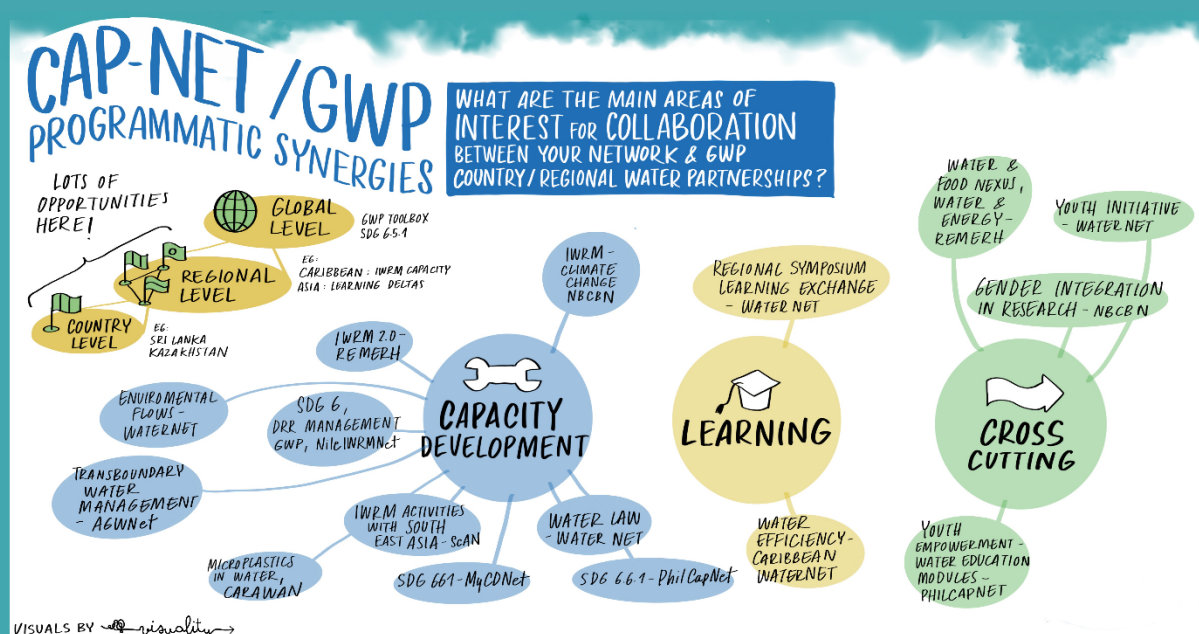 CAP-NET/GWP
PROGRAMMATIC SYNERGIES
WHAT ARE THE MAIN AREAS OF
INTEREST FOR COLLABORATION
BETWEEN YOUR NETWORK & GWP
COUNTRY/REGIONAL WATER PARTNERSHIPS?
LOTS OF
OPPORTUNITIES
HERE!
GLOBAL
LEVEL
GWP TOOLBOX
SDG 6.5.1
REGIONAL
LEVEL
EG:
CARIBBEAN: IWRM CAPACITY
ASIA: LEARNING DELTAS
COUNTRY
LEVEL
EG:
SRI LANKA
KAZAKHSTAN
CAPACITY
DEVELOPMENT
IWRM -
CLIMATE
CHANGE
NBCBN
IWRM 2.0-
REMERH
ENVIROMENTAL
FLOWS -
WATERNET
SDG 6,
DRR MANAGEMENT
GWP, NileIWRMNet
TRANSBOUNDARY
WATER
MANAGEMENT
- AGWNet
IWRM ACTIVITIES
WITH SOUTH
EAST ASIA - SCAN
MICROPLASTICS
IN WATER,
CARAWAN
SDG 661-MyCDNet
WATER LAW
- WATER NET
SDG 6.6.1-PhilCapNet
LEARNING
REGIONAL SYMPOSIUM
LEARNING EXCHANGE
- WATERNET
WATER
EFFICIENCY-
CARIBBEAN
WATERNET
CROSS
CUTTING
WATER &
FOOD NEXUS,
WATER &
ENERGY-
REMERH
YOUTH INITIATIVE
- WATERNET
GENDER INTEGRATION
IN RESEARCH - NBCBN
YOUTH
EMPOWERMENT -
WATER EDUCATION
MODULES -
PHILCAPNET
VISUALS BY visuality